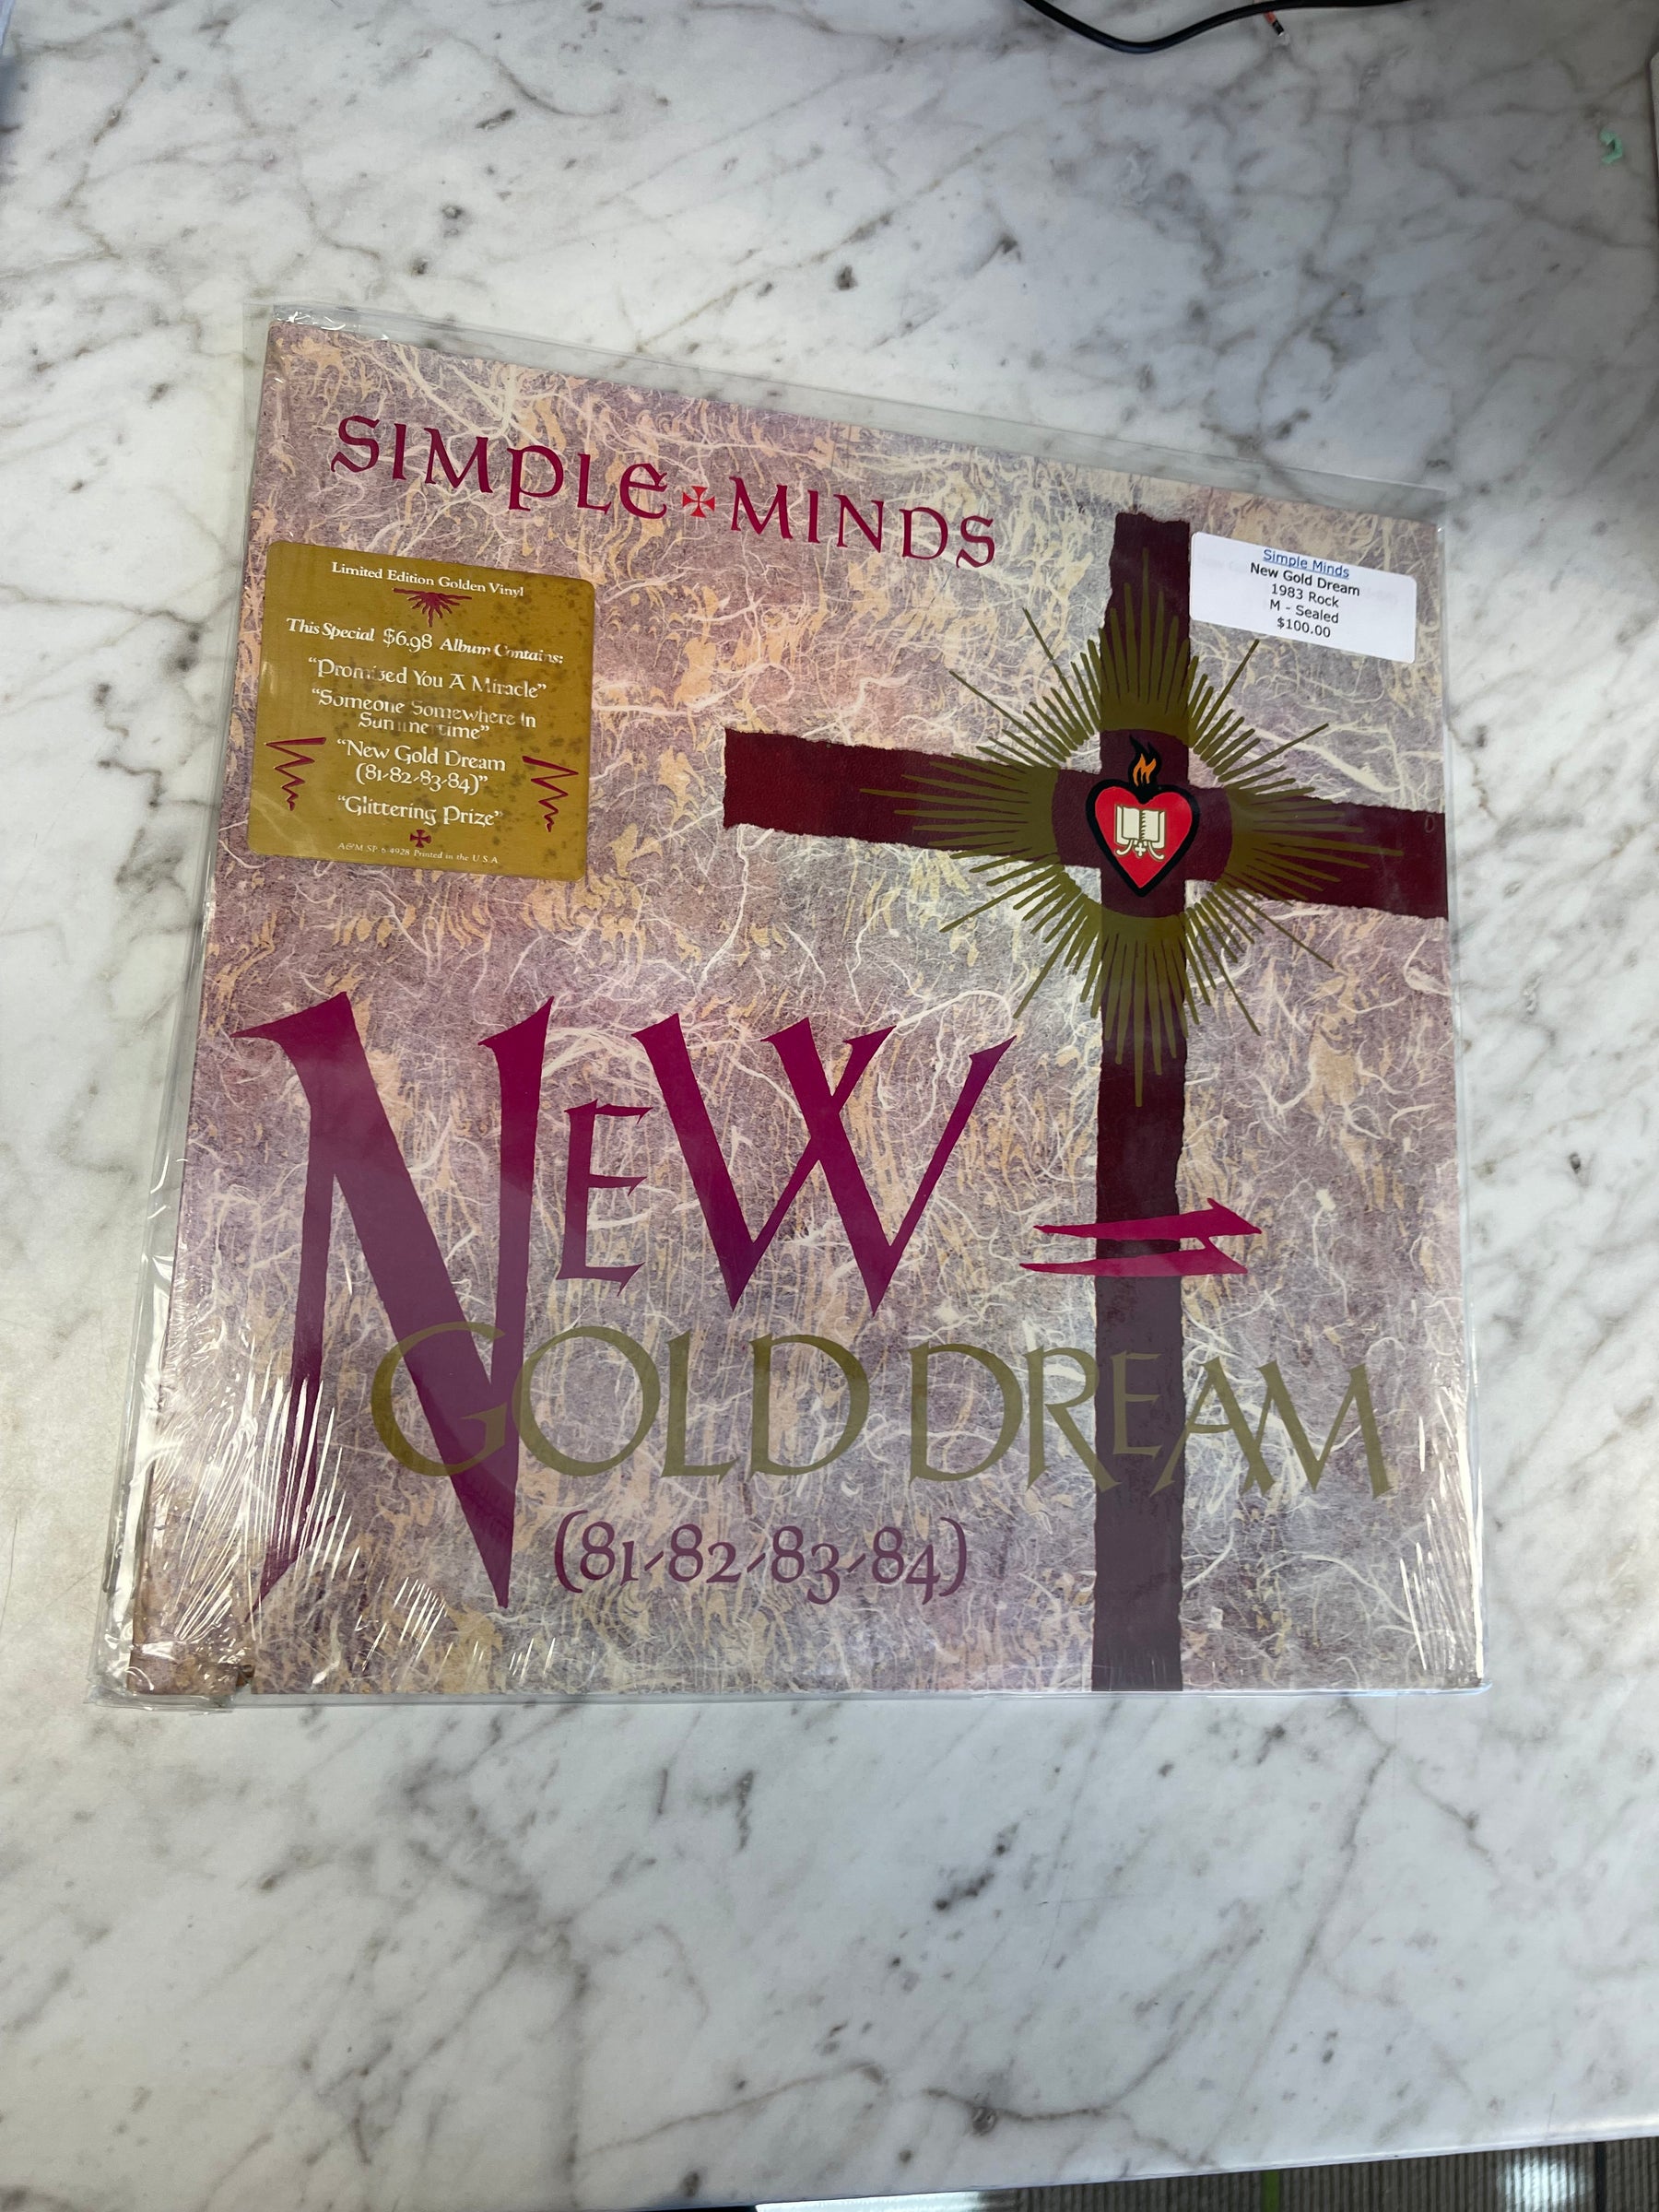 SIMPLE MINDS
Limited Edition Golden Vinyl
This Special $6.98 Album Contains:
"Promised You A Miracle"
"Someone Somewhere In
Summertime"
"New Gold Dream
(81-82-83-84)"
"Glittering Prize"
A&M SP 6-4928 Printed in the U.S.A.
Simple Minds
New Gold Dream
1983 Rock
M - Sealed
$100.00
NEW
GOLD DREAM
(81-82-83-84)